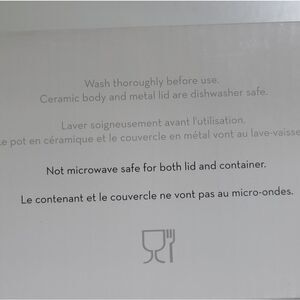 Wash thoroughly before use.
Ceramic body and metal lid are dishwasher safe.
Laver soigneusement avant l'utilisation.
e pot en céramique et le couvercle en métal vont au lave-vaisse
Not microwave safe for both lid and container.
Le contenant et le couvercle ne vont pas au micro-ondes.